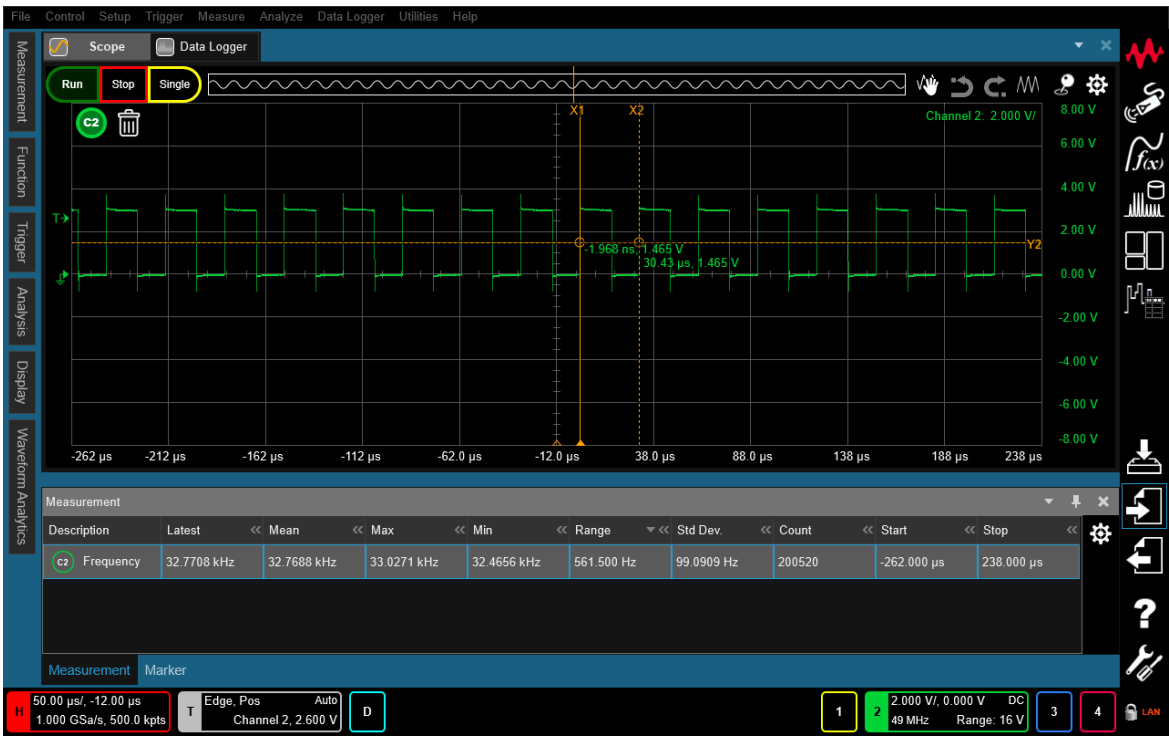 File Control Setup Trigger Measure Analyze Data Logger Utilities Help
Scope Data Logger
Run Stop Single
C2
X1 X2
Channel 2: 2.000 V/
8.00 V
6.00 V
4.00 V
2.00 V
0.00 V
-2.00 V
-4.00 V
-6.00 V
-8.00 V
T
Y2
-1.968 ns, 1.465 V
30.43 µs, 1.465 V
-262 µs -212 µs -162 µs -112 µs -62.0 µs -12.0 µs 38.0 µs 88.0 µs 138 µs 188 µs 238 µs
Measurement
Function
Trigger
Analysis
Display
Waveform Analytics
f(x)
Measurement
Description Latest Mean Max Min Range Std Dev. Count Start Stop
C2 Frequency 32.7708 kHz 32.7688 kHz 33.0271 kHz 32.4656 kHz 561.500 Hz 99.0909 Hz 200520 -262.000 µs 238.000 µs
Measurement Marker
?
H 50.00 µs/, -12.00 µs
1.000 GSa/s, 500.0 kpts
T Edge, Pos Auto
Channel 2, 2.600 V
D
1
2 2.000 V/, 0.000 V DC
49 MHz Range: 16 V
3
4
LAN